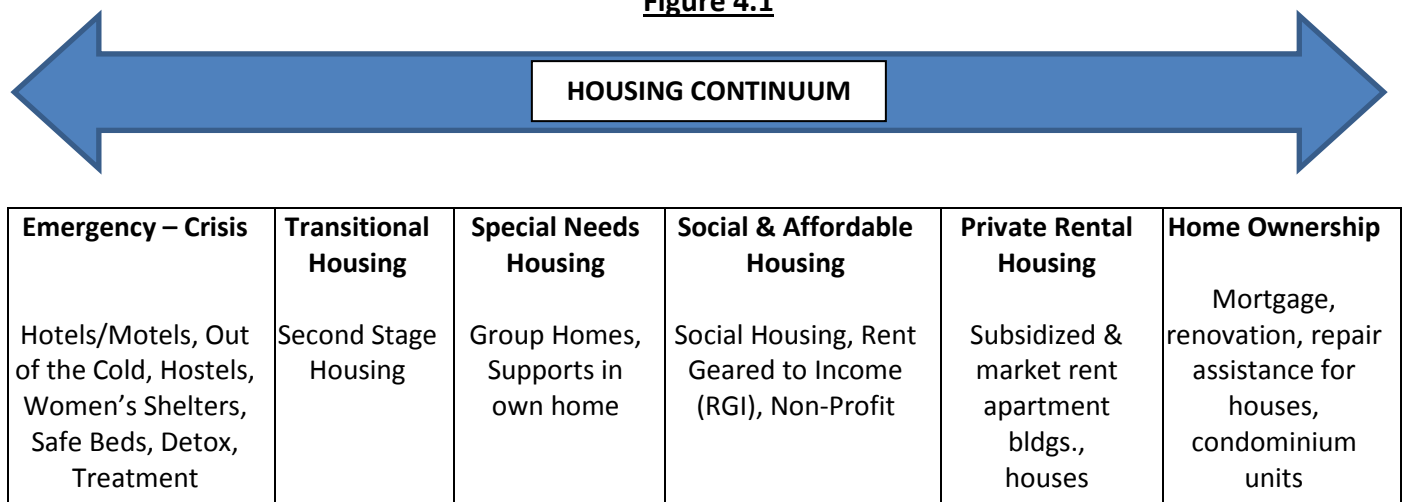 Figure 4.1
HOUSING CONTINUUM
Emergency – Crisis
Hotels/Motels, Out
of the Cold, Hostels,
Women’s Shelters,
Safe Beds, Detox,
Treatment
Transitional
Housing
Second Stage
Housing
Special Needs
Housing
Group Homes,
Supports in
own home
Social & Affordable
Housing
Social Housing, Rent
Geared to Income
(RGI), Non-Profit
Private Rental
Housing
Subsidized &
market rent
apartment
bldgs.,
houses
Home Ownership
Mortgage,
renovation, repair
assistance for
houses,
condominium
units